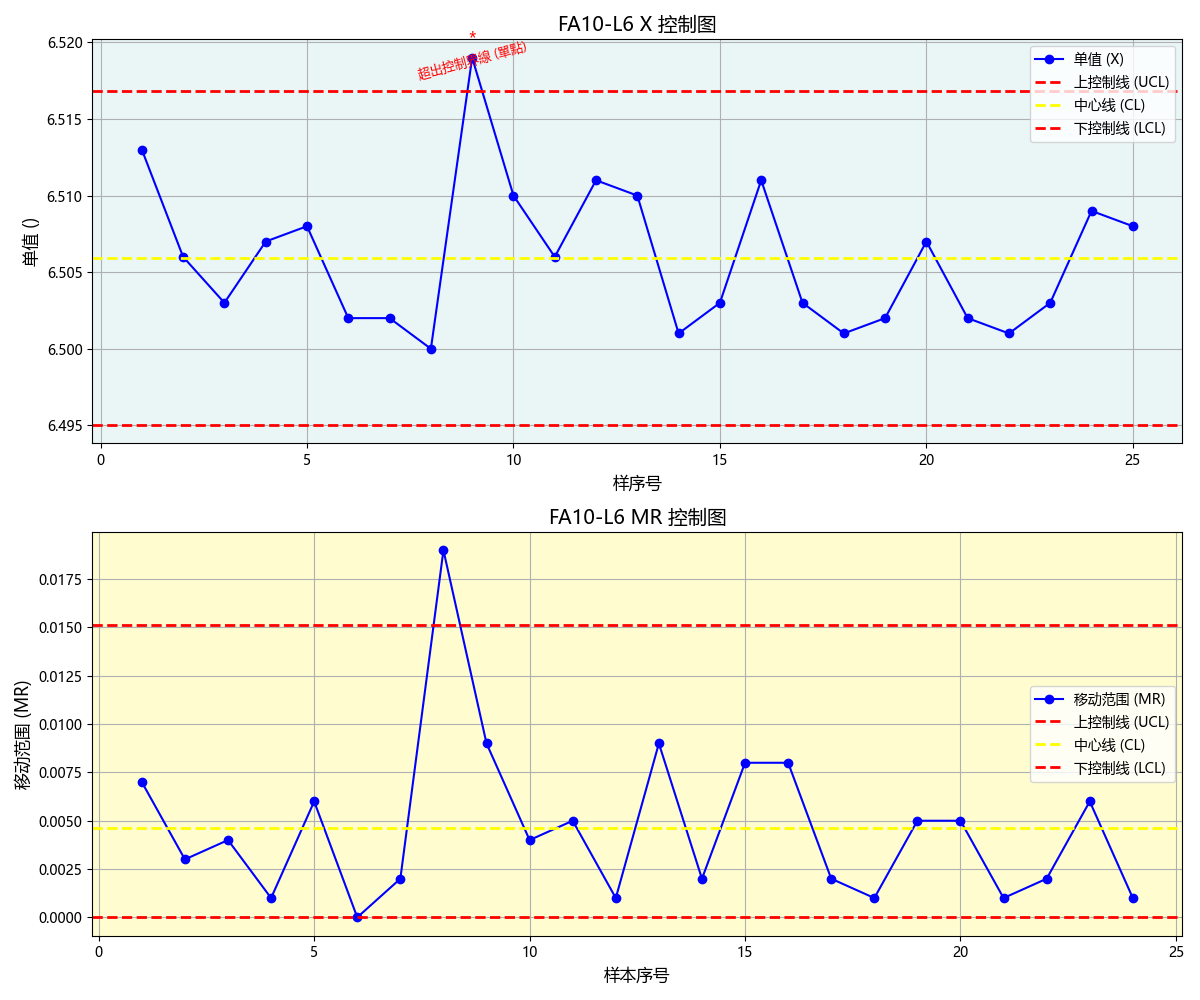 FA10-L6 X 控制图
*
超出控制界線 (單點)
单值 (X)
上控制线 (UCL)
中心线 (CL)
下控制线 (LCL)
6.520
6.515
6.510
6.505
6.500
6.495
单值 ()
0 5 10 15 20 25
样序号
FA10-L6 MR 控制图
移动范围 (MR)
上控制线 (UCL)
中心线 (CL)
下控制线 (LCL)
0.0175
0.0150
0.0125
0.0100
0.0075
0.0050
0.0025
0.0000
移动范围 (MR)
0 5 10 15 20 25
样本序号